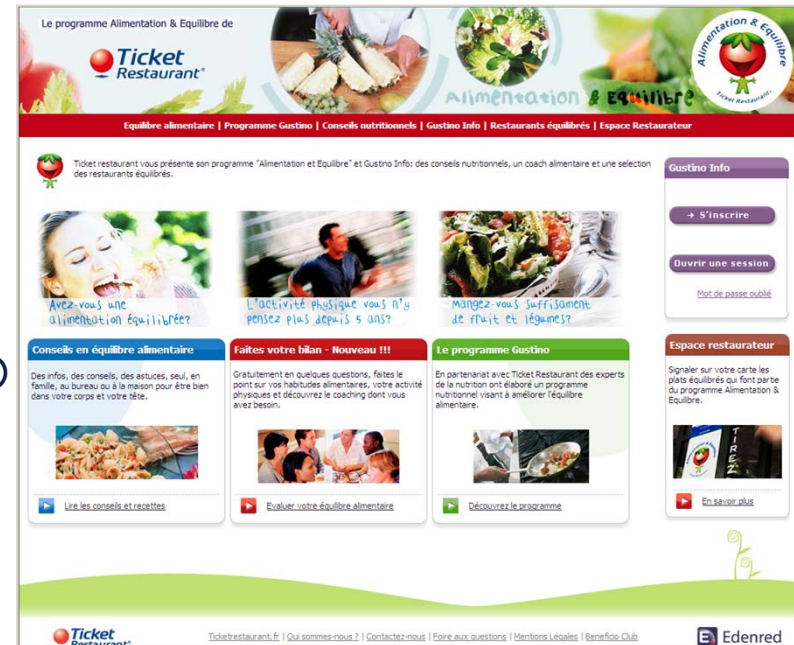 Le programme Alimentation & Equilibre de
Ticket
Restaurant®
Alimentation & Equilibre
Alimentation & Equilibre
Ticket Restaurant
Equilibre alimentaire | Programme Gustino | Conseils nutritionnels | Gustino Info | Restaurants équilibrés | Espace Restaurateur
Ticket restaurant vous présente son programme "Alimentation et Equilibre" et Gustino Info: des conseils nutritionnels, un coach alimentaire et une selection
des restaurants équilibrés.
Avez-vous une
alimentation équilibrée?
L'activité physique vous n'y
pensez plus depuis 5 ans?
Mangez-vous suffisament
de fruit et légumes?
Conseils en équilibre alimentaire
Des infos, des conseils, des astuces, seul, en
famille, au bureau ou à la maison pour être bien
dans votre corps et votre tête.
Lire les conseils et recettes
Faites votre bilan - Nouveau !!!
Gratuitement en quelques questions, faites le
point sur vos habitudes alimentaires, votre activité
physiques et découvrez le coaching dont vous
avez besoin.
Evaluer votre équilibre alimentaire
Le programme Gustino
En partenariat avec Ticket Restaurant des experts
de la nutrition ont élaboré un programme
nutritionnel visant à améliorer l'équilibre
alimentaire.
Découvrez le programme
Gustino Info
→ S'inscrire
Ouvrir une session
Mot de passe oublié
Espace restaurateur
Signaler sur votre carte les
plats équilibrés qui font partie
du programme Alimentation &
Equilibre.
TIREZ
En savoir plus
Ticket
Restaurant®
Ticketrestaurant.fr | Qui sommes-nous ? | Contactez-nous | Foire aux questions | Mentions Légales | Beneficio Club
Edenred